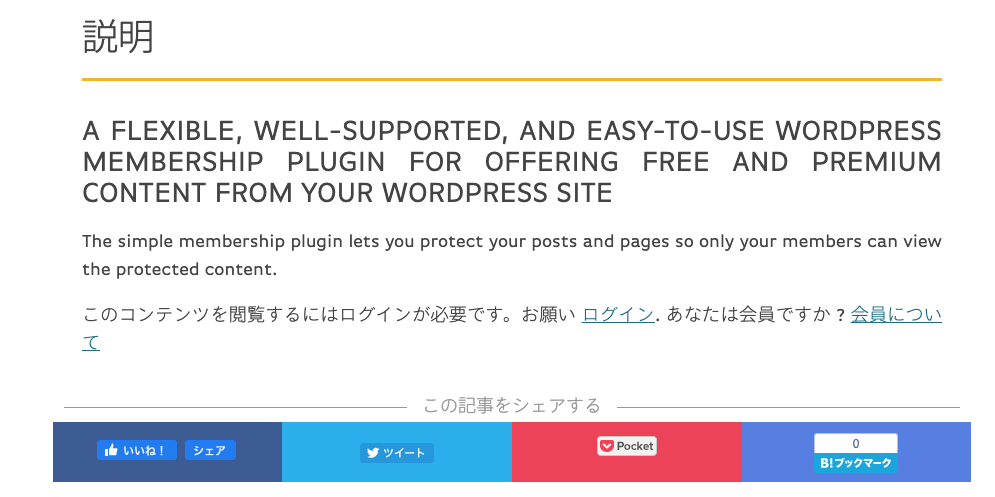 説明
A FLEXIBLE, WELL-SUPPORTED, AND EASY-TO-USE WORDPRESS
MEMBERSHIP PLUGIN FOR OFFERING FREE AND PREMIUM
CONTENT FROM YOUR WORDPRESS SITE
The simple membership plugin lets you protect your posts and pages so only your members can view
the protected content.
このコンテンツを閲覧するにはログインが必要です。お願い ログイン. あなたは会員ですか ? 会員につい
て
この記事をシェアする
いいね！ シェア
ツイート
Pocket
0
B!ブックマーク